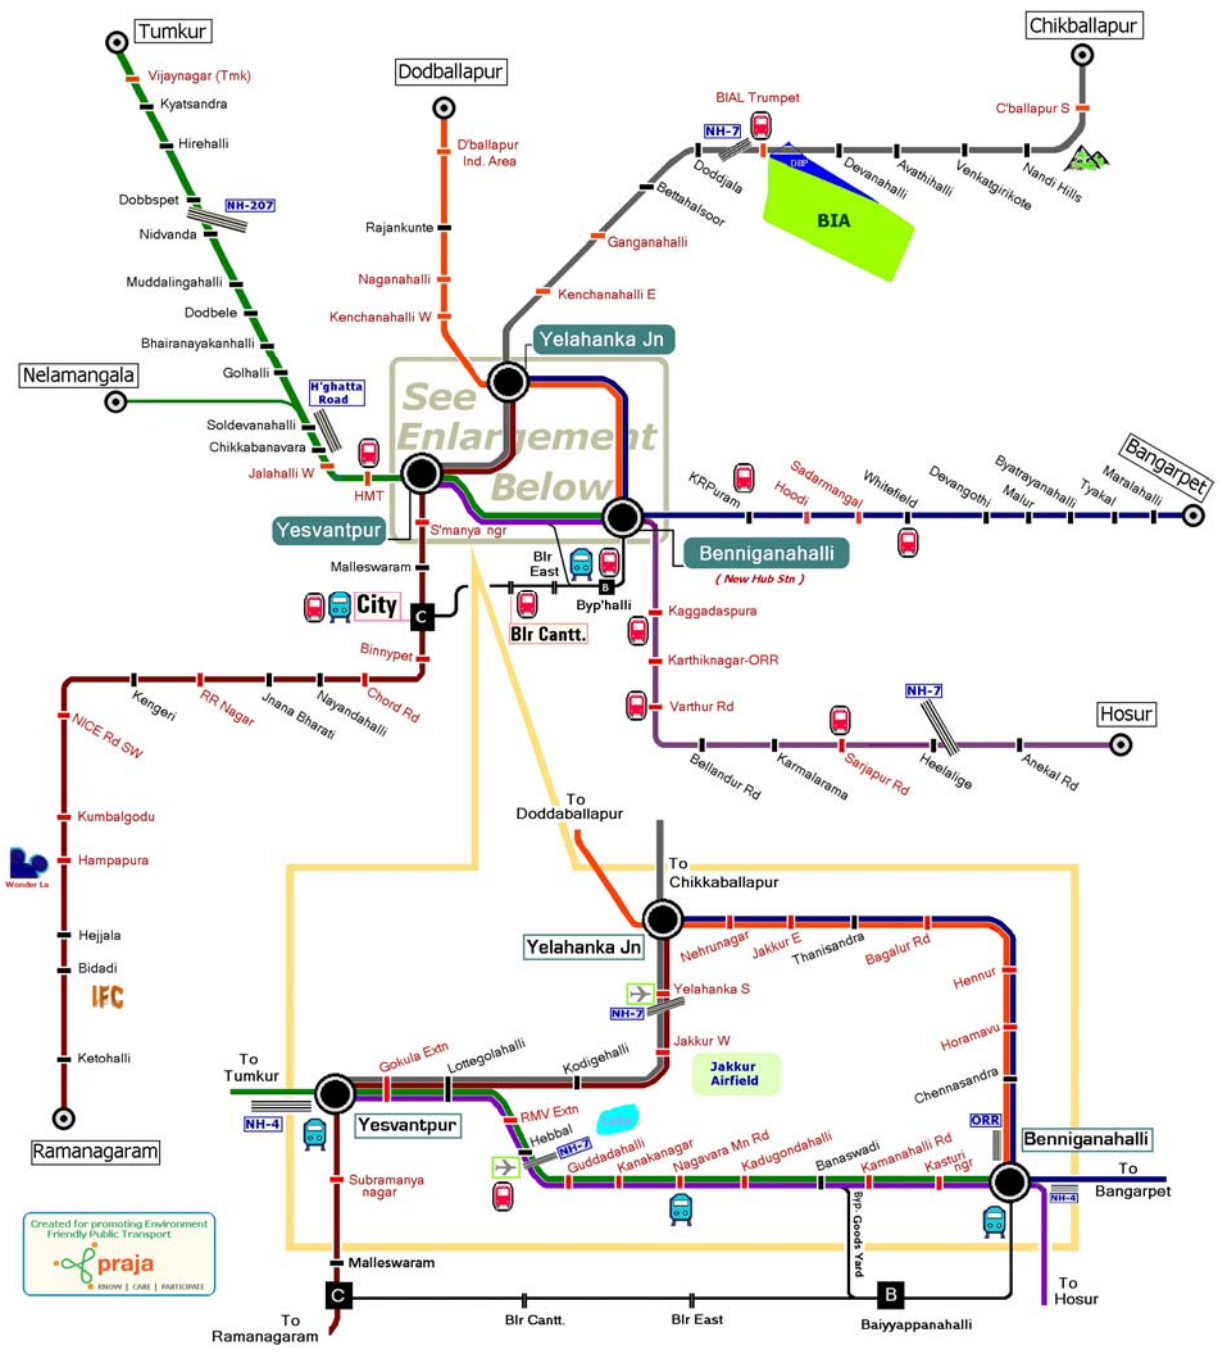 Tumkur
Vijaynagar (Tmk)
Kyatsandra
Hirehalli
Dobbspet
NH-207
Nidvanda
Muddalingahalli
Dodbele
Bhairanayakanhalli
Golhalli
Nelamangala
H'ghatta
Road
Soldevanahalli
Chikkabanavara
Jalahalli W
HMT
Dodballapur
D'ballapur
Ind. Area
Rajankunte
Naganahalli
Kenchanahalli W
Chikballapur
C'ballapur S
BIAL Trumpet
NH-7
Doddjala
DBP
Devanahalli
Avathihalli
Venkatgirikote
Nandi Hills
BIA
Bettahalsoor
Ganganahalli
Kenchanahalli E
Yelahanka Jn
See
Enlargement
Below
Yesvantpur
S'manya ngr
Malleswaram
City
C
Binnypet
Blr
East
Blr Cantt.
B
Byp'halli
Benniganahalli
( New Hub Stn )
KRPuram
Hoodi
Sadarmangal
Whitefield
Devangothi
Malur
Byatrayanahalli
Tyakal
Maralahalli
Bangarpet
Kaggadaspura
Karthiknagar-ORR
Varthur Rd
Bellandur Rd
Karmalarama
Sarjapur Rd
NH-7
Heelalige
Anekal Rd
Hosur
Chord Rd
Nayandahalli
Jnana Bharati
RR Nagar
Kengeri
NICE Rd SW
Kumbalgodu
Hampapura
Wonder La
Hejjala
Bidadi
IFC
Ketohalli
Ramanagaram
To
Doddaballapur
To
Chikkaballapur
Yelahanka Jn
Nehrunagar
Jakkur E
Thanisandra
Bagalur Rd
Hennur
Horamavu
Chennasandra
ORR
Benniganahalli
To
Bangarpet
NH-4
To
Hosur
Yelahanka S
NH-7
Jakkur W
Jakkur
Airfield
Kodigehalli
Lottegolahalli
Gokula Extn
To
Tumkur
NH-4
Yesvantpur
RMV Extn
Hebbal
NH-7
Guddadahalli
Kanakanagar
Nagavara Mn Rd
Kadugondahalli
Banaswadi
Kamanahalli Rd
Kasturi
ngr
Byp. Goods Yard
Subramanya
nagar
Malleswaram
C
To
Ramanagaram
Blr Cantt.
Blr East
B
Baiyyappanahalli
Created for promoting Environment
Friendly Public Transport
praja
KNOW | CARE | PARTICIPATE